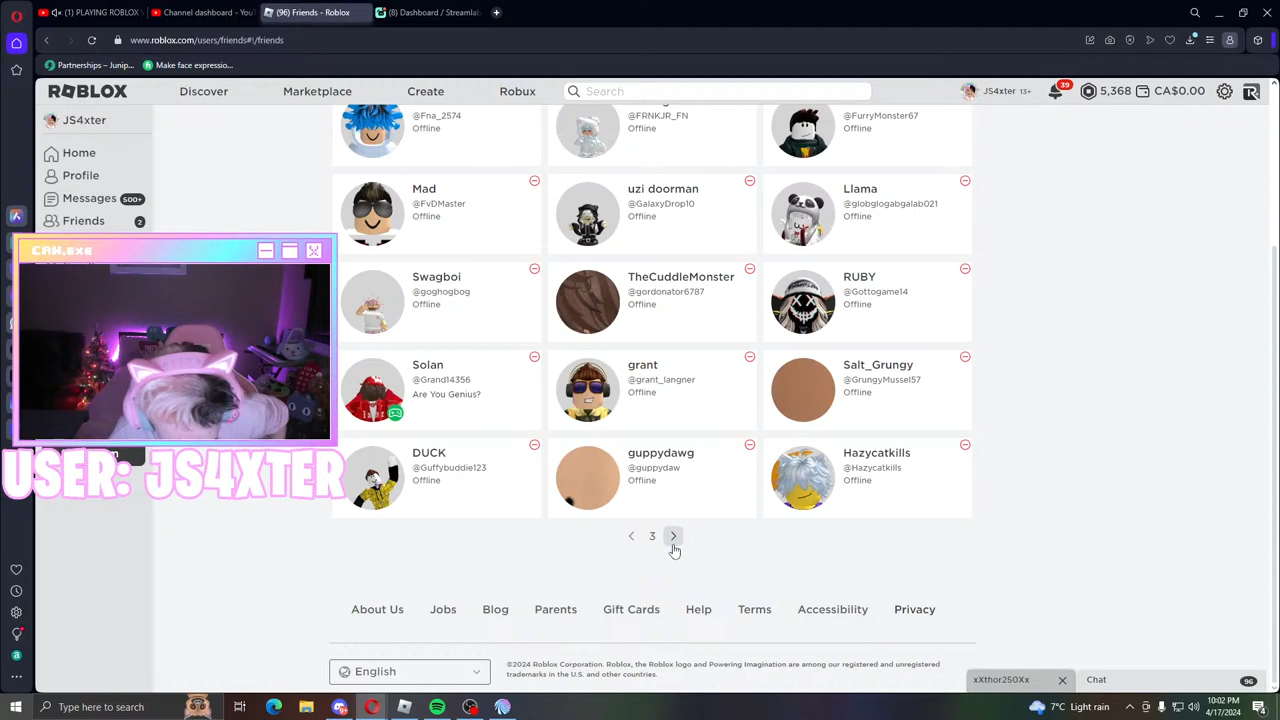 (1) PLAYING ROBLOX
Channel dashboard - You
(96) Friends - Roblox
(82) Dashboard / Streamlab
www.roblox.com/users/friends#!/friends
Partnerships – Junip...
Make face expressio...
ROBLOX
Discover
Marketplace
Create
Robux
Search
JS4xter 13+
39
5,368
CA$0.00
JS4xter
Home
Profile
Messages 500+
Friends 2
@Fna_2574
Offline
@FRNKJR_FN
Offline
@FurryMonster67
Offline
Mad
@FvDMaster
Offline
uzi doorman
@GalaxyDrop10
Offline
Llama
@globglogabgalab021
Offline
CAM.EXE
Swagboi
@goghogbog
Offline
TheCuddleMonster
@gordonator6787
Offline
RUBY
@Gottogame14
Offline
Solan
@Grand14356
Are You Genius?
grant
@grant_langner
Offline
Salt_Grungy
@GrungyMussel57
Offline
USER: JS4XTER
DUCK
@Guffybuddie123
Offline
guppydawg
@guppydaw
Offline
Hazycatkills
@Hazycatkills
Offline
3
About Us
Jobs
Blog
Parents
Gift Cards
Help
Terms
Accessibility
Privacy
English
©2024 Roblox Corporation. Roblox, the Roblox logo and Powering Imagination are among our registered and unregistered
trademarks in the U.S. and other countries.
xXthor250Xx
Chat
96
Type here to search
7°C Light rain
10:02 PM
4/17/2024
4